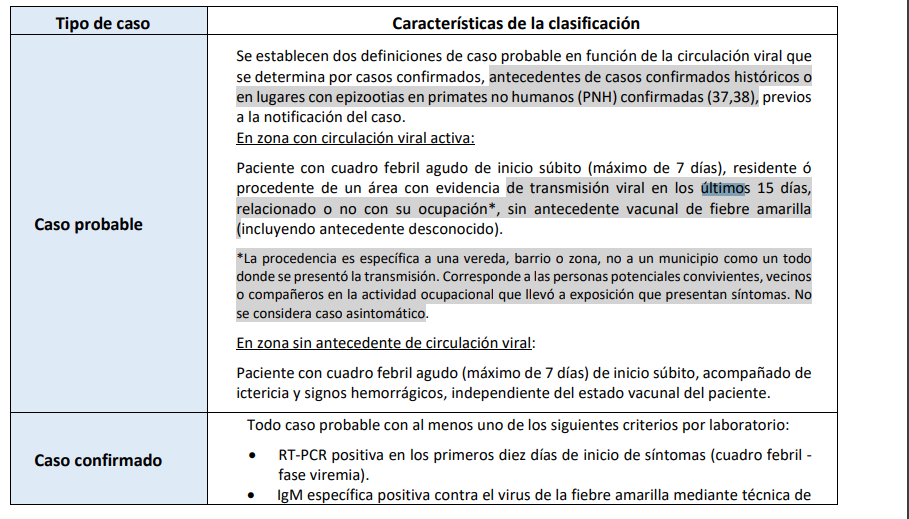 Tipo de caso
Características de la clasificación
Caso probable
Se establecen dos definiciones de caso probable en función de la circulación viral que
se determina por casos confirmados, antecedentes de casos confirmados históricos o
en lugares con epizootias en primates no humanos (PNH) confirmadas (37,38), previos
a la notificación del caso.
En zona con circulación viral activa:
Paciente con cuadro febril agudo de inicio súbito (máximo de 7 días), residente ó
procedente de un área con evidencia de transmisión viral en los últimos 15 días,
relacionado o no con su ocupación*, sin antecedente vacunal de fiebre amarilla
(incluyendo antecedente desconocido).
*La procedencia es específica a una vereda, barrio o zona, no a un municipio como un todo
donde se presentó la transmisión. Corresponde a las personas potenciales convivientes, vecinos
o compañeros en la actividad ocupacional que llevó a exposición que presentan síntomas. No
se considera caso asintomático.
En zona sin antecedente de circulación viral:
Paciente con cuadro febril agudo (máximo de 7 días) de inicio súbito, acompañado de
ictericia y signos hemorrágicos, independiente del estado vacunal del paciente.
Caso confirmado
Todo caso probable con al menos uno de los siguientes criterios por laboratorio:
• RT-PCR positiva en los primeros diez días de inicio de síntomas (cuadro febril -
fase viremia).
• IgM específica positiva contra el virus de la fiebre amarilla mediante técnica de